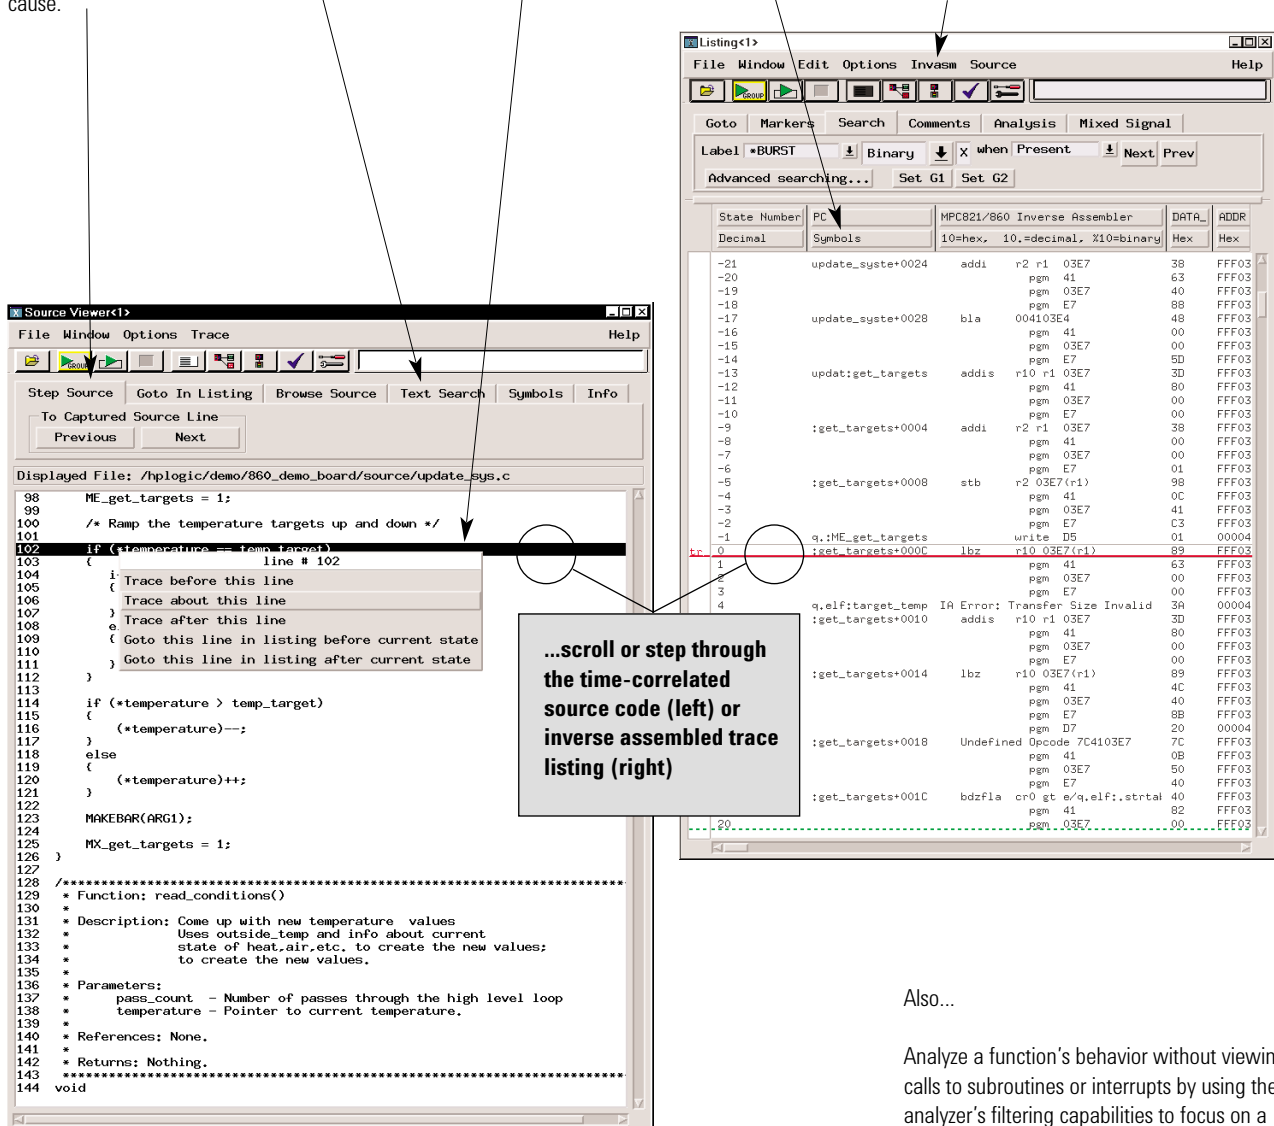 cause.
Listing<1>
File Window Edit Options Invasm Source Help
GROUP
Goto Markers Search Comments Analysis Mixed Signal
Label *BURST Binary X when Present Next Prev
Advanced searching... Set G1 Set G2
State Number PC MPC821/860 Inverse Assembler DATA_ ADDR
Decimal Symbols 10=hex, 10.=decimal, %10=binary Hex Hex
-21 update_syste+0024 addi r2 r1 03E7 38 FFF03
-20 pgm 41 63 FFF03
-19 pgm 03E7 40 FFF03
-18 pgm E7 88 FFF03
-17 update_syste+0028 bla 004103E4 48 FFF03
-16 pgm 41 00 FFF03
-15 pgm 03E7 00 FFF03
-14 pgm E7 5D FFF03
-13 updat:get_targets addis r10 r1 03E7 3D FFF03
-12 pgm 41 80 FFF03
-11 pgm 03E7 00 FFF03
-10 pgm E7 00 FFF03
-9 :get_targets+0004 addi r2 r1 03E7 38 FFF03
-8 pgm 41 00 FFF03
-7 pgm 03E7 00 FFF03
-6 pgm E7 01 FFF03
-5 :get_targets+0008 stb r2 03E7(r1) 98 FFF03
-4 pgm 41 0C FFF03
-3 pgm 03E7 41 FFF03
-2 pgm E7 C3 FFF03
-1 q.:ME_get_targets write D5 01 00004
tr 0 :get_targets+000C lbz r10 03E7(r1) 89 FFF03
1 pgm 41 63 FFF03
2 pgm 03E7 00 FFF03
3 pgm E7 00 FFF03
4 q.elf:target_temp IA Error: Transfer Size Invalid 3A 00004
:get_targets+0010 addis r10 r1 03E7 3D FFF03
pgm 41 80 FFF03
pgm 03E7 00 FFF03
pgm E7 00 FFF03
:get_targets+0014 lbz r10 03E7(r1) 89 FFF03
pgm 41 4C FFF03
pgm 03E7 40 FFF03
pgm E7 8B FFF03
pgm D7 20 00004
:get_targets+0018 Undefined Opcode 7C4103E7 7C FFF03
pgm 41 0B FFF03
pgm 03E7 50 FFF03
pgm E7 40 FFF03
:get_targets+001C bdzfla cr0 gt e/q.elf:.strtab 40 FFF03
pgm 41 82 FFF03
20 pgm 03E7 00 FFF03
Source Viewer<1>
File Window Options Trace Help
GROUP
Step Source Goto In Listing Browse Source Text Search Symbols Info
To Captured Source Line
Previous Next
Displayed File: /hplogic/demo/860_demo_board/source/update_sys.c
98 ME_get_targets = 1;
99
100 /* Ramp the temperature targets up and down */
101
102 if (*temperature == temp_target)
103 {
104 i
105 {
106
107 }
108 e
109 {
110
111 }
112 }
113
114 if (*temperature > temp_target)
115 {
116 (*temperature)--;
117 }
118 else
119 {
120 (*temperature)++;
121 }
122
123 MAKEBAR(ARG1);
124
125 MX_get_targets = 1;
126 }
127
128 /*************************************************************************
129 * Function: read_conditions()
130 *
131 * Description: Come up with new temperature values
132 * Uses outside_temp and info about current
133 * state of heat,air,etc. to create the new values;
134 * to create the new values.
135 *
136 * Parameters:
137 * pass_count - Number of passes through the high level loop
138 * temperature - Pointer to current temperature.
139 *
140 * References: None.
141 *
142 * Returns: Nothing.
143 *************************************************************************
144 void
line # 102
Trace before this line
Trace about this line
Trace after this line
Goto this line in listing before current state
Goto this line in listing after current state
...scroll or step through
the time-correlated
source code (left) or
inverse assembled trace
listing (right)
Also...
Analyze a function's behavior without viewin
calls to subroutines or interrupts by using the
analyzer's filtering capabilities to focus on a